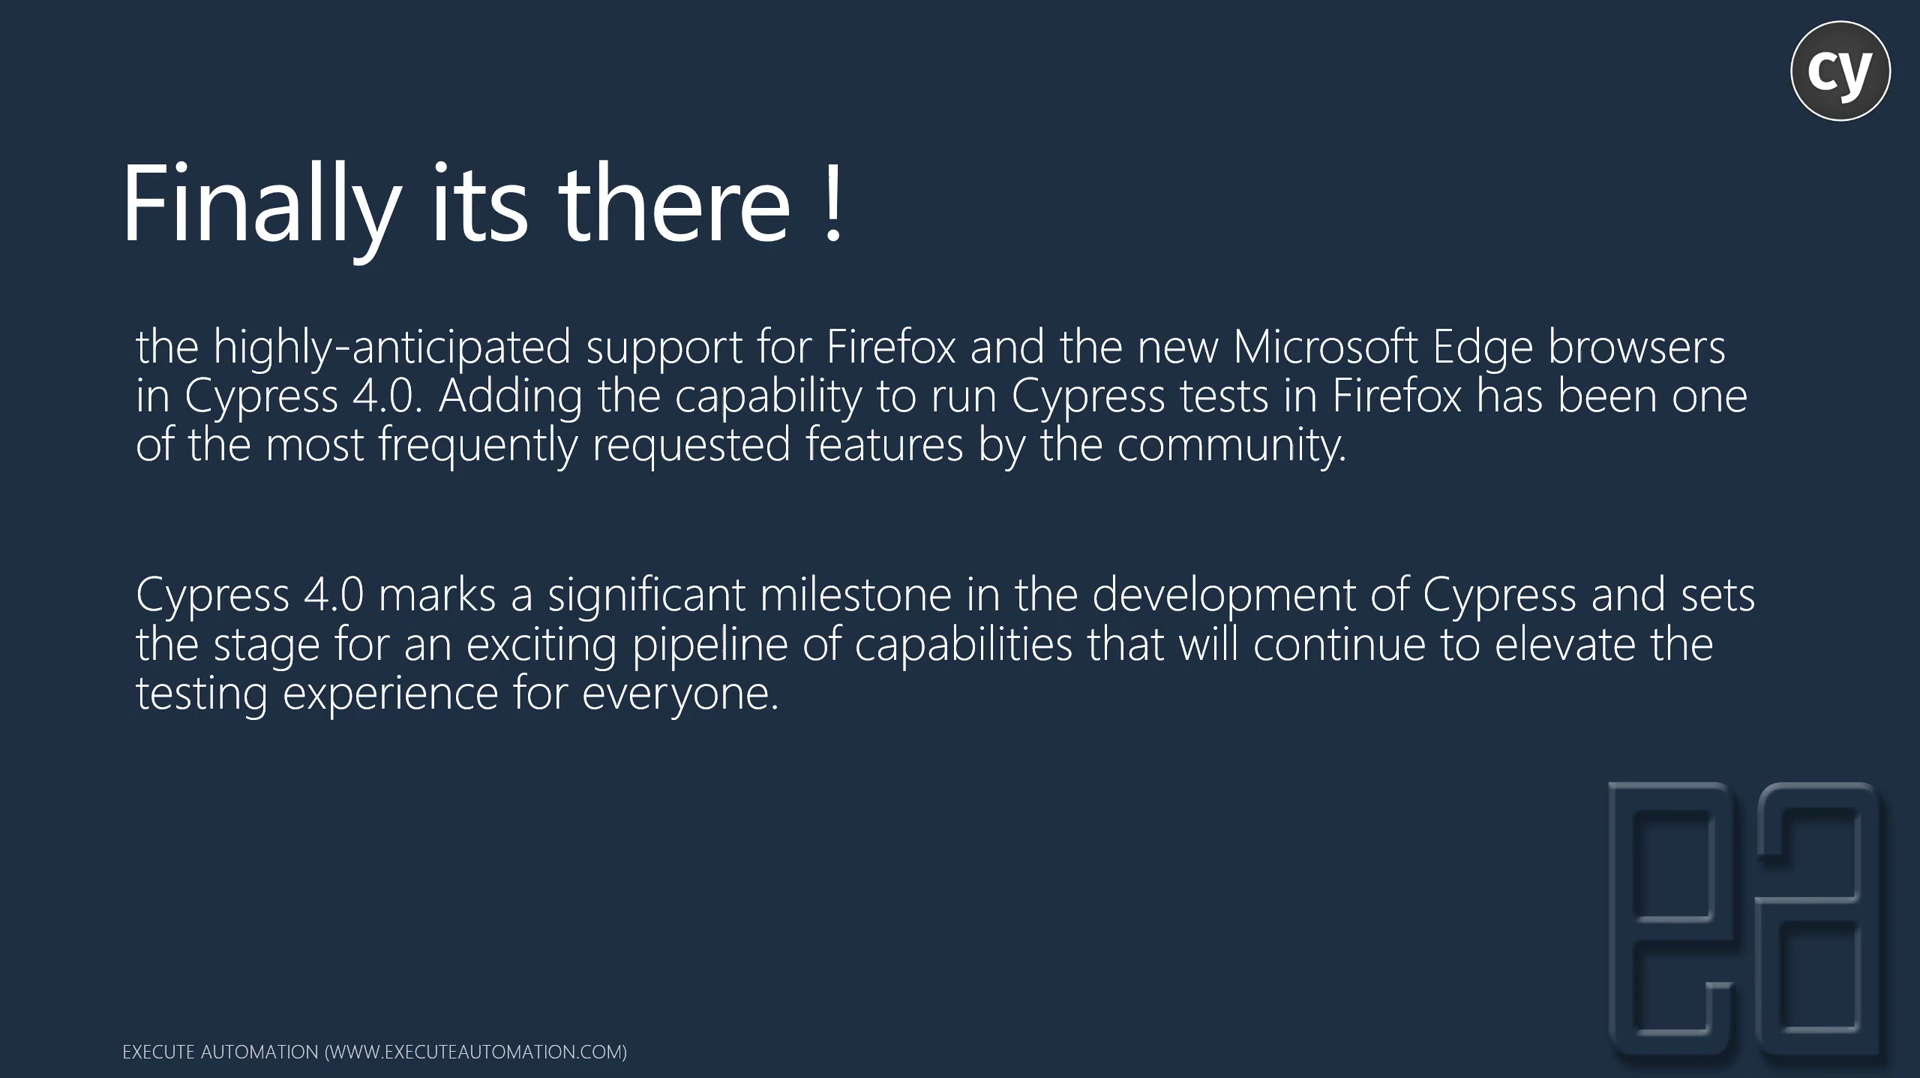 cy
Finally its there !
the highly-anticipated support for Firefox and the new Microsoft Edge browsers
in Cypress 4.0. Adding the capability to run Cypress tests in Firefox has been one
of the most frequently requested features by the community.
Cypress 4.0 marks a significant milestone in the development of Cypress and sets
the stage for an exciting pipeline of capabilities that will continue to elevate the
testing experience for everyone.
ea
EXECUTE AUTOMATION (WWW.EXECUTEAUTOMATION.COM)